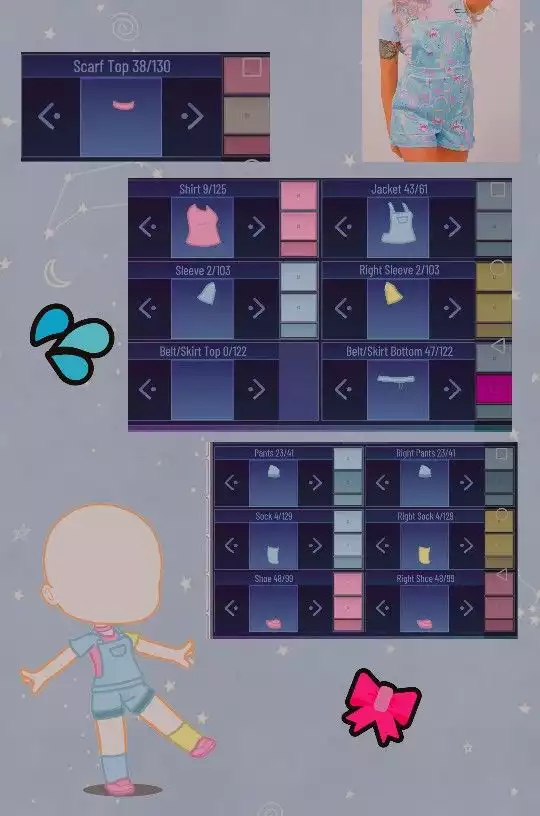 Scarf Top 38/130
Shirt 9/125
Jacket 43/61
Sleeve 2/103
Right Sleeve 2/103
Belt/Skirt Top 0/122
Belt/Skirt Bottom 47/122
Pants 23/41
Right Pants 23/41
Sock 4/129
Right Sock 4/129
Shoe 48/99
Right Shoe 48/99